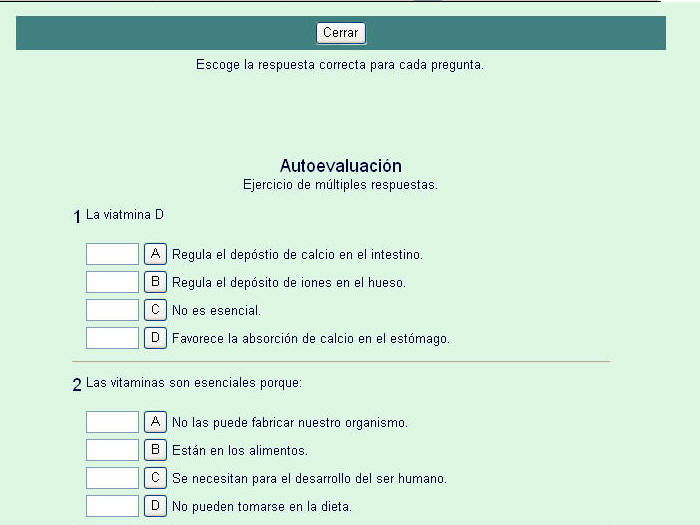 Cerrar
Escoge la respuesta correcta para cada pregunta.
Autoevaluación
Ejercicio de múltiples respuestas.
1 La viatmina D
A Regula el depóstio de calcio en el intestino.
B Regula el depósito de iones en el hueso.
C No es esencial.
D Favorece la absorción de calcio en el estómago.
2 Las vitaminas son esenciales porque:
A No las puede fabricar nuestro organismo.
B Están en los alimentos.
C Se necesitan para el desarrollo del ser humano.
D No pueden tomarse en la dieta.